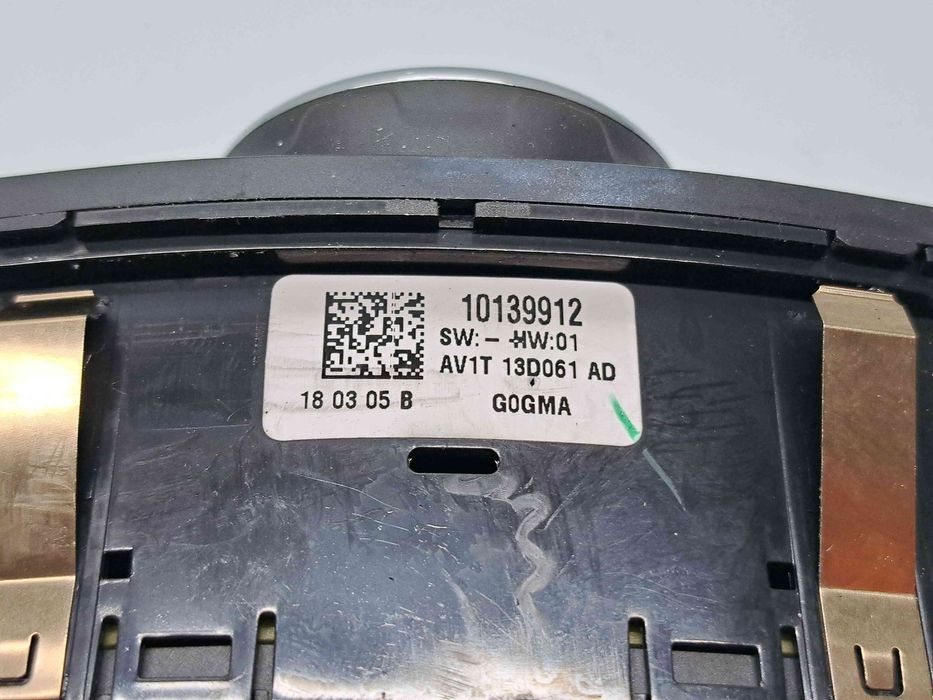 10139912
SW:- HW:01
AV1T 13D061 AD
18 03 05 B
G0GMA